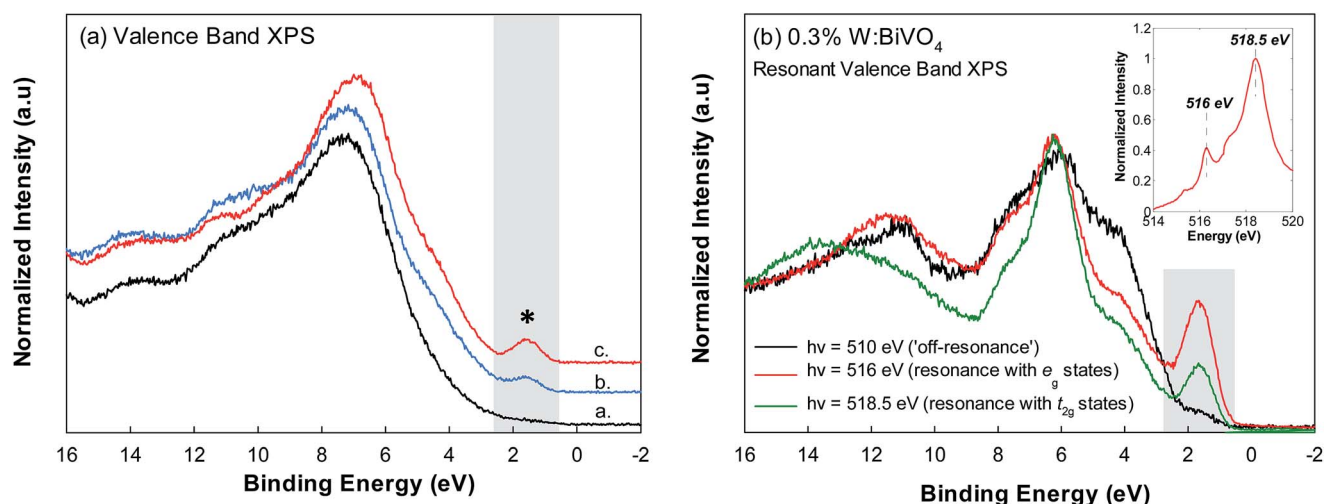 (a) Valence Band XPS
Normalized Intensity (a.u)
*
c.
b.
a.
16 14 12 10 8 6 4 2 0 -2
Binding Energy (eV)
(b) 0.3% W:BiVO4
Resonant Valence Band XPS
Normalized Intensity (a.u)
hv = 510 eV ('off-resonance')
hv = 516 eV (resonance with eg states)
hv = 518.5 eV (resonance with t2g states)
16 14 12 10 8 6 4 2 0 -2
Binding Energy (eV)
Normalized Intensity
1.2
1
0.8
0.6
0.4
0.2
0
518.5 eV
516 eV
514 516 518 520
Energy (eV)